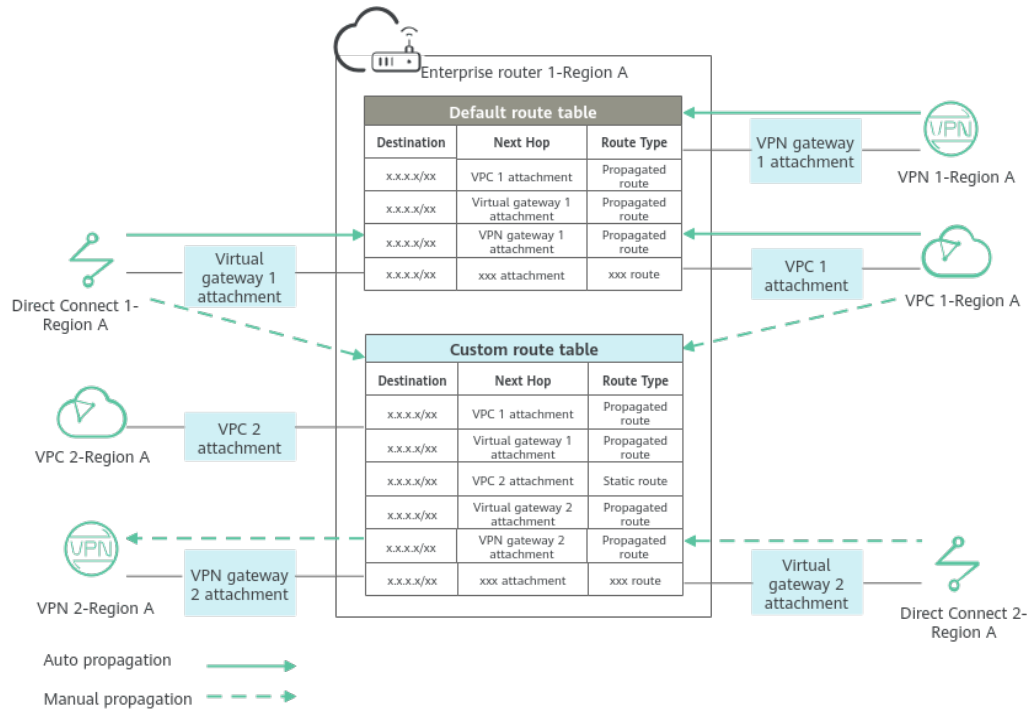 Enterprise router 1-Region A
Default route table
Destination Next Hop Route Type
x.x.x.x/xx VPC 1 attachment Propagated
route
x.x.x.x/xx Virtual gateway 1
attachment Propagated
route
x.x.x.x/xx VPN gateway 1
attachment Propagated
route
x.x.x.x/xx xxx attachment xxx route
VPN gateway
1 attachment
VPN
VPN 1-Region A
Virtual
gateway 1
attachment
Direct Connect 1-
Region A
VPC 1
attachment
VPC 1-Region A
Custom route table
Destination Next Hop Route Type
x.x.x.x/xx VPC 1 attachment Propagated
route
x.x.x.x/xx Virtual gateway 1
attachment Propagated
route
x.x.x.x/xx VPC 2 attachment Static route
x.x.x.x/xx Virtual gateway 2
attachment Propagated
route
x.x.x.x/xx VPN gateway 2
attachment Propagated
route
x.x.x.x/xx xxx attachment xxx route
VPC 2
attachment
VPC 2-Region A
VPN
VPN gateway
2 attachment
VPN 2-Region A
Virtual
gateway 2
attachment
Direct Connect 2-
Region A
Auto propagation
Manual propagation